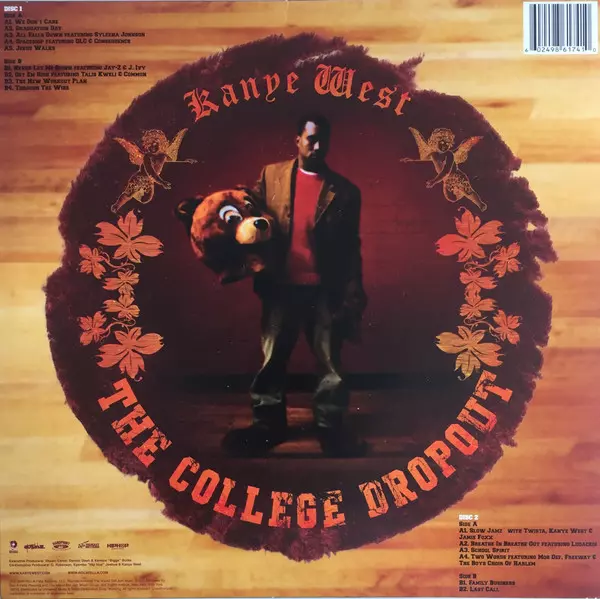 DISC 1
SIDE A
A1. WE DON'T CARE
A2. GRADUATION DAY
A3. ALL FALLS DOWN FEATURING SYLEENA JOHNSON
A4. SPACESHIP FEATURING GLC & CONSEQUENCE
A5. JESUS WALKS
SIDE B
B1. NEVER LET ME DOWN FEATURING JAY-Z & J. IVY
B2. GET EM HIGH FEATURING TALIB KWELI & COMMON
B3. THE NEW WORKOUT PLAN
B4. THROUGH THE WIRE
6 02498 61741 0
Kanye West
THE COLLEGE DROPOUT
DISC 2
SIDE A
A1. SLOW JAMZ WITH TWISTA, KANYE WEST &
JAMIE FOXX
A2. BREATHE IN BREATHE OUT FEATURING LUDACRIS
A3. SCHOOL SPIRIT
A4. TWO WORDS FEATURING MOS DEF, FREEWAY &
THE BOYS CHOIR OF HARLEM
SIDE B
B1. FAMILY BUSINESS
B2. LAST CALL